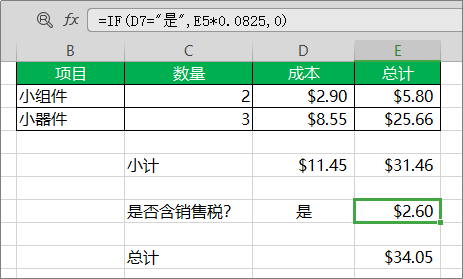 fx =IF(D7="是",E5*0.0825,0)
B C D E
项目 数量 成本 总计
小组件 2 $2.90 $5.80
小器件 3 $8.55 $25.66
小计 $11.45 $31.46
是否含销售税? 是 $2.60
总计 $34.05